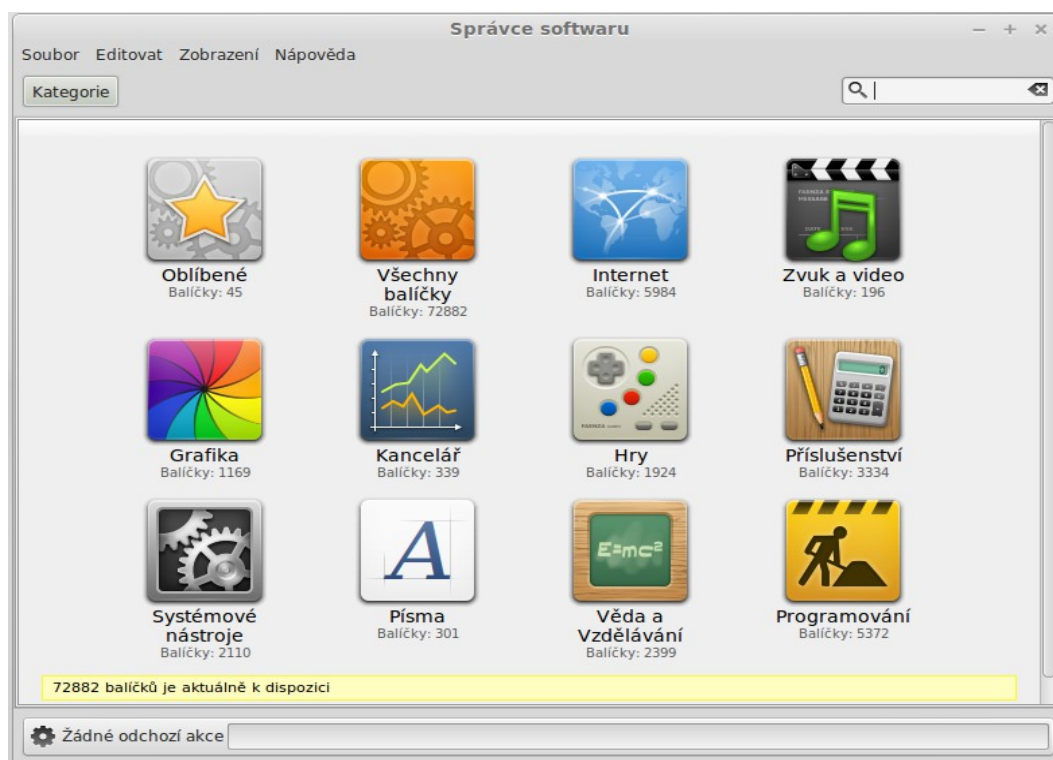 Správce softwaru
Soubor Editovat Zobrazení Nápověda
Kategorie
Oblíbené
Balíčky: 45
Všechny
balíčky
Balíčky: 72882
Internet
Balíčky: 5984
Zvuk a video
Balíčky: 196
Grafika
Balíčky: 1169
Kancelář
Balíčky: 339
Hry
Balíčky: 1924
Příslušenství
Balíčky: 3334
Systémové
nástroje
Balíčky: 2110
A
Písma
Balíčky: 301
E=mc²
Věda a
Vzdělávání
Balíčky: 2399
Programování
Balíčky: 5372
72882 balíčků je aktuálně k dispozici
Žádné odchozí akce